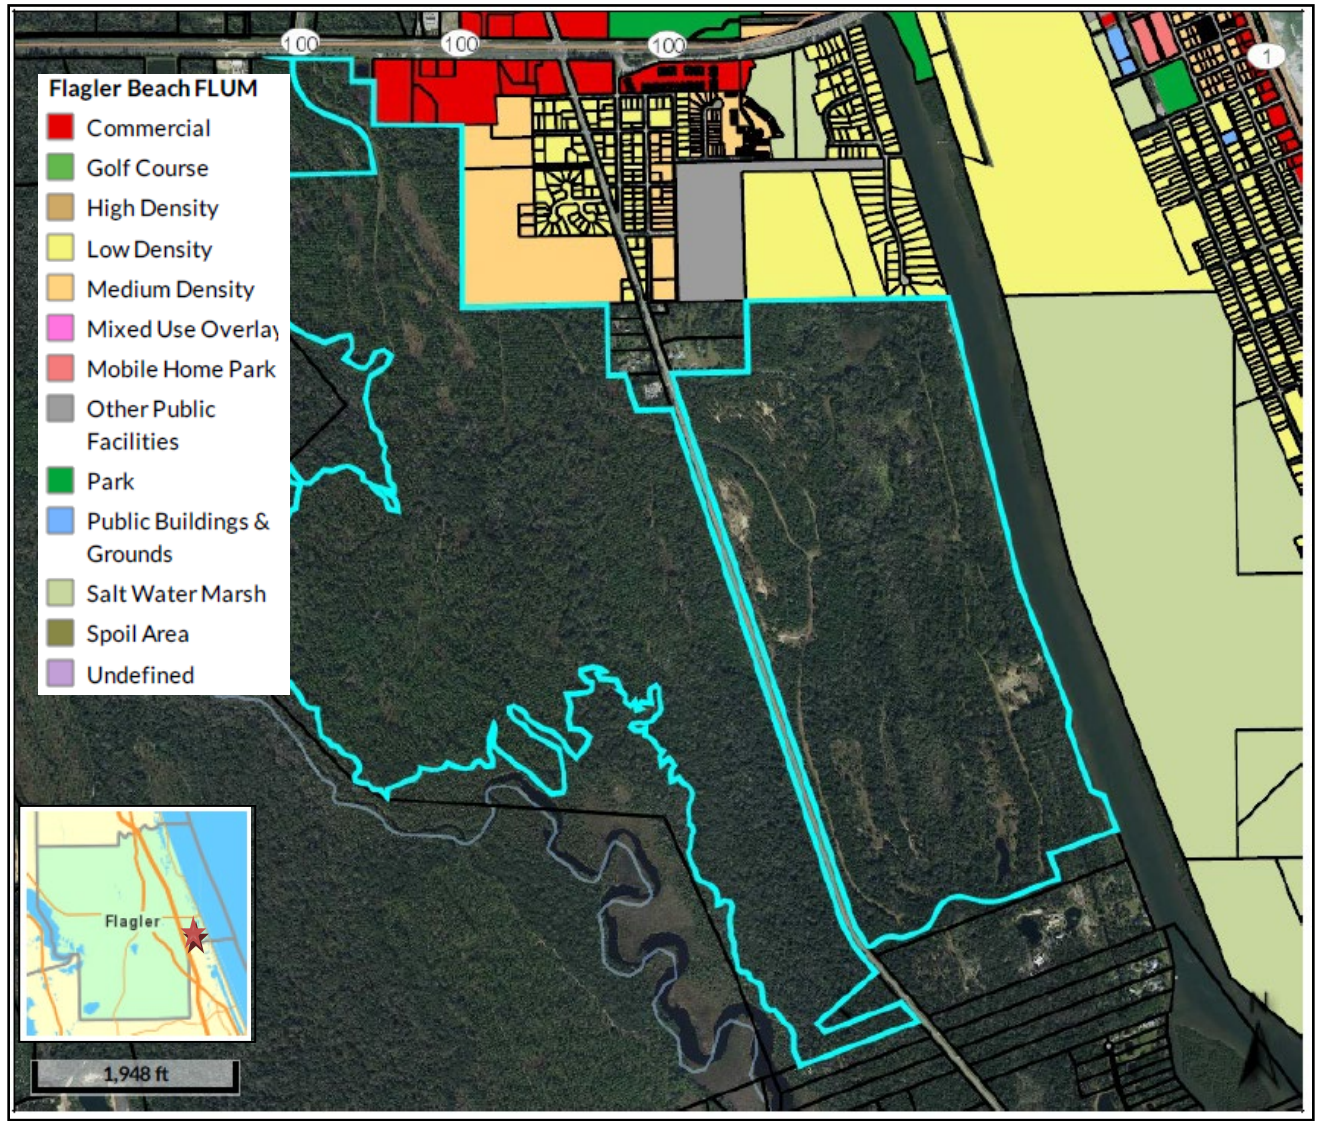 100
100
100
1
Flagler Beach FLUM
Commercial
Golf Course
High Density
Low Density
Medium Density
Mixed Use Overlay
Mobile Home Park
Other Public
Facilities
Park
Public Buildings &
Grounds
Salt Water Marsh
Spoil Area
Undefined
Flagler
1,948 ft
N